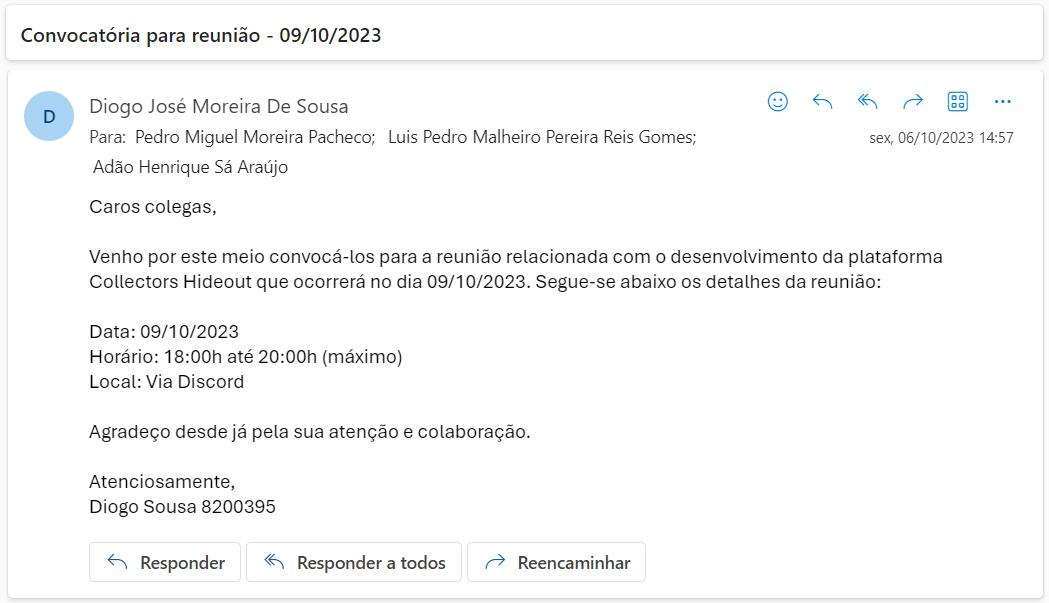 Convocatória para reunião - 09/10/2023
D
Diogo José Moreira De Sousa
Para: Pedro Miguel Moreira Pacheco; Luis Pedro Malheiro Pereira Reis Gomes;
sex, 06/10/2023 14:57
Adão Henrique Sá Araújo
Caros colegas,
Venho por este meio convocá-los para a reunião relacionada com o desenvolvimento da plataforma
Collectors Hideout que ocorrerá no dia 09/10/2023. Segue-se abaixo os detalhes da reunião:
Data: 09/10/2023
Horário: 18:00h até 20:00h (máximo)
Local: Via Discord
Agradeço desde já pela sua atenção e colaboração.
Atenciosamente,
Diogo Sousa 8200395
Responder
Responder a todos
Reencaminhar